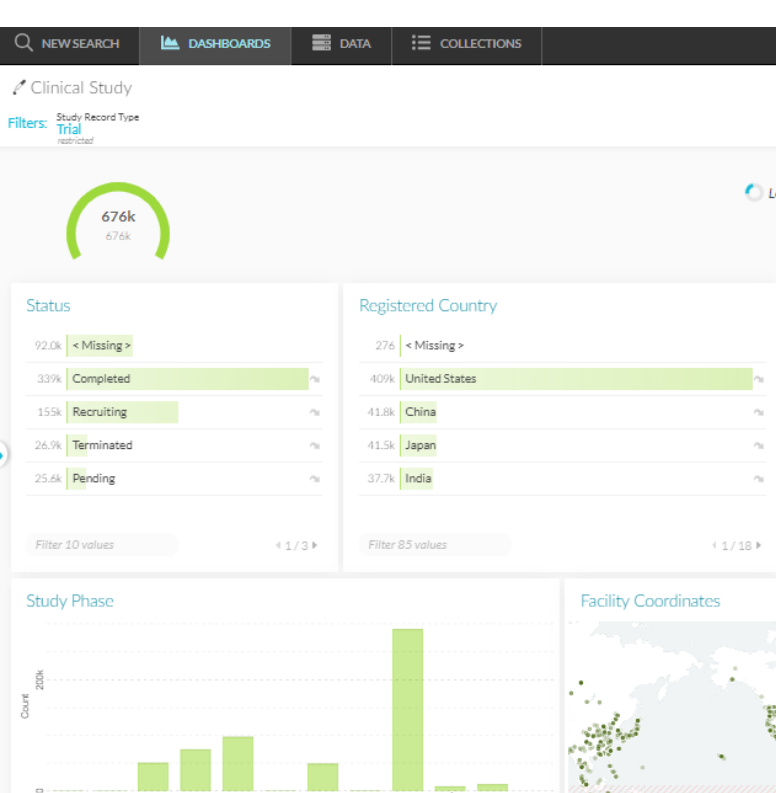 NEW SEARCH DASHBOARDS DATA COLLECTIONS
Clinical Study
Filters: Study Record Type
Trial
restricted
676k
676k
Status
92.0k < Missing >
339k Completed
155k Recruiting
26.9k Terminated
25.6k Pending
Filter 10 values 1 / 3
Registered Country
276 < Missing >
409k United States
41.8k China
41.5k Japan
37.7k India
Filter 85 values 1 / 18
Study Phase
Count
200k
0
Facility Coordinates